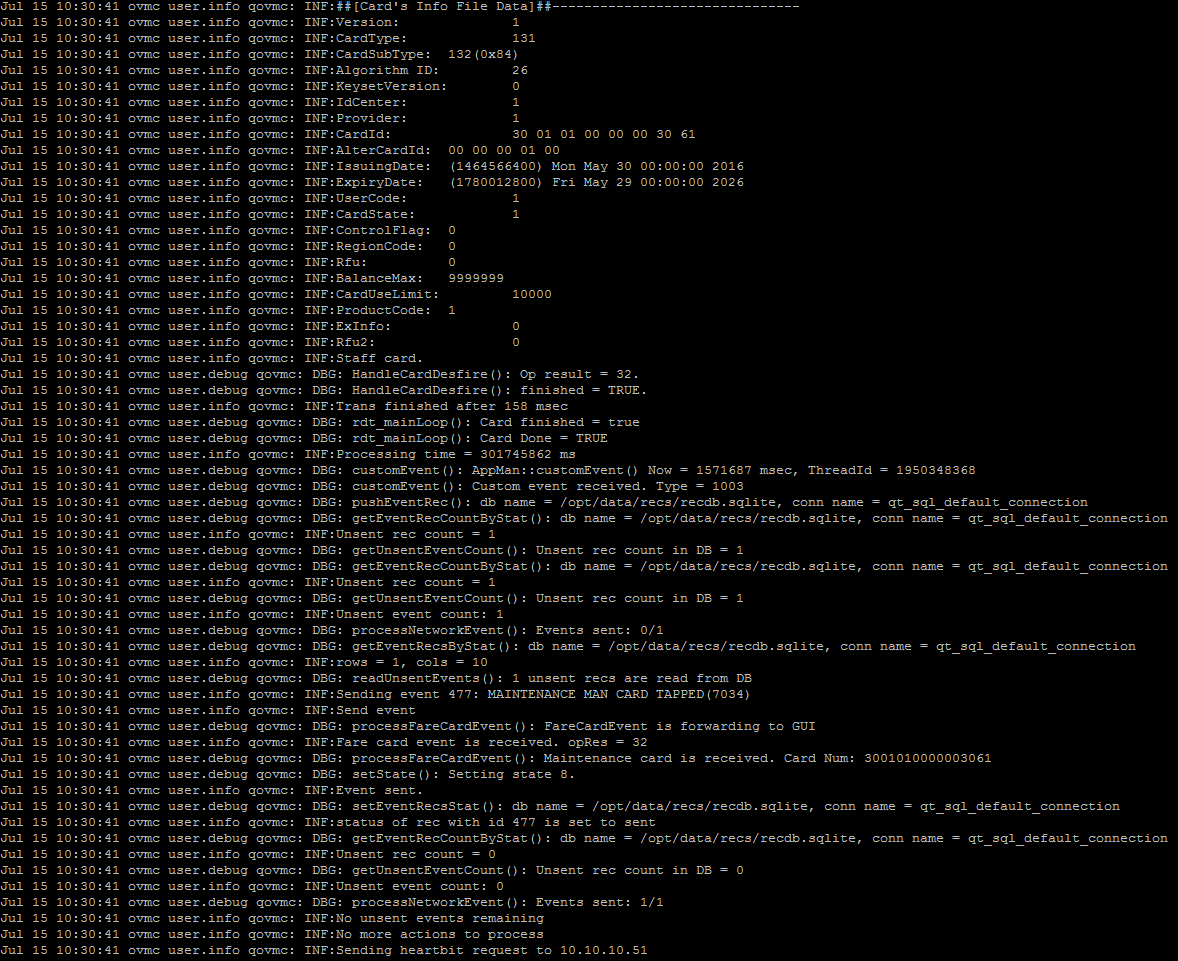 Jul 15 10:30:41 ovmc user.info qovmc: INF:##[Card's Info File Data]##-------------------------------
Jul 15 10:30:41 ovmc user.info qovmc: INF:Version: 1
Jul 15 10:30:41 ovmc user.info qovmc: INF:CardType: 131
Jul 15 10:30:41 ovmc user.info qovmc: INF:CardSubType: 132(0x84)
Jul 15 10:30:41 ovmc user.info qovmc: INF:Algorithm ID: 26
Jul 15 10:30:41 ovmc user.info qovmc: INF:KeysetVersion: 0
Jul 15 10:30:41 ovmc user.info qovmc: INF:IdCenter: 1
Jul 15 10:30:41 ovmc user.info qovmc: INF:Provider: 1
Jul 15 10:30:41 ovmc user.info qovmc: INF:CardId: 30 01 01 00 00 00 30 61
Jul 15 10:30:41 ovmc user.info qovmc: INF:AlterCardId: 00 00 00 01 00
Jul 15 10:30:41 ovmc user.info qovmc: INF:IssuingDate: (1464566400) Mon May 30 00:00:00 2016
Jul 15 10:30:41 ovmc user.info qovmc: INF:ExpiryDate: (1780012800) Fri May 29 00:00:00 2026
Jul 15 10:30:41 ovmc user.info qovmc: INF:UserCode: 1
Jul 15 10:30:41 ovmc user.info qovmc: INF:CardState: 1
Jul 15 10:30:41 ovmc user.info qovmc: INF:ControlFlag: 0
Jul 15 10:30:41 ovmc user.info qovmc: INF:RegionCode: 0
Jul 15 10:30:41 ovmc user.info qovmc: INF:Rfu: 0
Jul 15 10:30:41 ovmc user.info qovmc: INF:BalanceMax: 9999999
Jul 15 10:30:41 ovmc user.info qovmc: INF:CardUseLimit: 10000
Jul 15 10:30:41 ovmc user.info qovmc: INF:ProductCode: 1
Jul 15 10:30:41 ovmc user.info qovmc: INF:ExInfo: 0
Jul 15 10:30:41 ovmc user.info qovmc: INF:Rfu2: 0
Jul 15 10:30:41 ovmc user.info qovmc: INF:Staff card.
Jul 15 10:30:41 ovmc user.debug qovmc: DBG: HandleCardDesfire(): Op result = 32.
Jul 15 10:30:41 ovmc user.debug qovmc: DBG: HandleCardDesfire(): finished = TRUE.
Jul 15 10:30:41 ovmc user.info qovmc: INF:Trans finished after 158 msec
Jul 15 10:30:41 ovmc user.debug qovmc: DBG: rdt_mainLoop(): Card finished = true
Jul 15 10:30:41 ovmc user.debug qovmc: DBG: rdt_mainLoop(): Card Done = TRUE
Jul 15 10:30:41 ovmc user.info qovmc: INF:Processing time = 301745862 ms
Jul 15 10:30:41 ovmc user.debug qovmc: DBG: customEvent(): AppMan::customEvent() Now = 1571687 msec, ThreadId = 1950348368
Jul 15 10:30:41 ovmc user.debug qovmc: DBG: customEvent(): Custom event received. Type = 1003
Jul 15 10:30:41 ovmc user.debug qovmc: DBG: pushEventRec(): db name = /opt/data/recs/recdb.sqlite, conn name = qt_sql_default_connection
Jul 15 10:30:41 ovmc user.debug qovmc: DBG: getEventRecCountByStat(): db name = /opt/data/recs/recdb.sqlite, conn name = qt_sql_default_connection
Jul 15 10:30:41 ovmc user.info qovmc: INF:Unsent rec count = 1
Jul 15 10:30:41 ovmc user.debug qovmc: DBG: getUnsentEventCount(): Unsent rec count in DB = 1
Jul 15 10:30:41 ovmc user.debug qovmc: DBG: getEventRecCountByStat(): db name = /opt/data/recs/recdb.sqlite, conn name = qt_sql_default_connection
Jul 15 10:30:41 ovmc user.info qovmc: INF:Unsent rec count = 1
Jul 15 10:30:41 ovmc user.debug qovmc: DBG: getUnsentEventCount(): Unsent rec count in DB = 1
Jul 15 10:30:41 ovmc user.info qovmc: INF:Unsent event count: 1
Jul 15 10:30:41 ovmc user.debug qovmc: DBG: processNetworkEvent(): Events sent: 0/1
Jul 15 10:30:41 ovmc user.debug qovmc: DBG: getEventRecsByStat(): db name = /opt/data/recs/recdb.sqlite, conn name = qt_sql_default_connection
Jul 15 10:30:41 ovmc user.info qovmc: INF:rows = 1, cols = 10
Jul 15 10:30:41 ovmc user.debug qovmc: DBG: readUnsentEvents(): 1 unsent recs are read from DB
Jul 15 10:30:41 ovmc user.info qovmc: INF:Sending event 477: MAINTENANCE MAN CARD TAPPED(7034)
Jul 15 10:30:41 ovmc user.info qovmc: INF:Send event
Jul 15 10:30:41 ovmc user.debug qovmc: DBG: processFareCardEvent(): FareCardEvent is forwarding to GUI
Jul 15 10:30:41 ovmc user.info qovmc: INF:Fare card event is received. opRes = 32
Jul 15 10:30:41 ovmc user.debug qovmc: DBG: processFareCardEvent(): Maintenance card is received. Card Num: 3001010000003061
Jul 15 10:30:41 ovmc user.debug qovmc: DBG: setState(): Setting state 8.
Jul 15 10:30:41 ovmc user.info qovmc: INF:Event sent.
Jul 15 10:30:41 ovmc user.debug qovmc: DBG: setEventRecsStat(): db name = /opt/data/recs/recdb.sqlite, conn name = qt_sql_default_connection
Jul 15 10:30:41 ovmc user.info qovmc: INF:status of rec with id 477 is set to sent
Jul 15 10:30:41 ovmc user.debug qovmc: DBG: getEventRecCountByStat(): db name = /opt/data/recs/recdb.sqlite, conn name = qt_sql_default_connection
Jul 15 10:30:41 ovmc user.info qovmc: INF:Unsent rec count = 0
Jul 15 10:30:41 ovmc user.debug qovmc: DBG: getUnsentEventCount(): Unsent rec count in DB = 0
Jul 15 10:30:41 ovmc user.info qovmc: INF:Unsent event count: 0
Jul 15 10:30:41 ovmc user.debug qovmc: DBG: processNetworkEvent(): Events sent: 1/1
Jul 15 10:30:41 ovmc user.info qovmc: INF:No unsent events remaining
Jul 15 10:30:41 ovmc user.info qovmc: INF:No more actions to process
Jul 15 10:30:41 ovmc user.info qovmc: INF:Sending heartbit request to 10.10.10.51